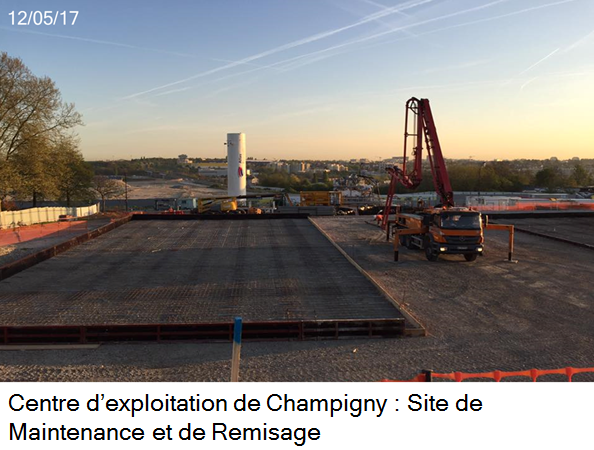 12/05/17
Centre d’exploitation de Champigny : Site de
Maintenance et de Remisage